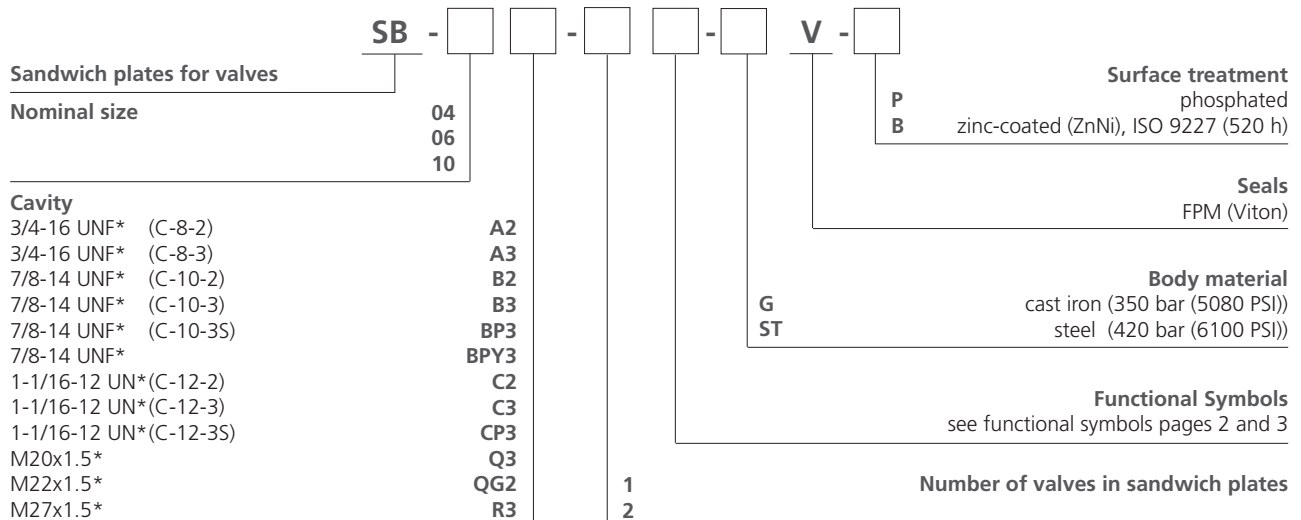 SB - - - V -
Sandwich plates for valves
Nominal size 04
06
10
Surface treatment
P phosphated
B zinc-coated (ZnNi), ISO 9227 (520 h)
Seals
FPM (Viton)
Cavity
3/4-16 UNF* (C-8-2) A2
3/4-16 UNF* (C-8-3) A3
7/8-14 UNF* (C-10-2) B2
7/8-14 UNF* (C-10-3) B3
7/8-14 UNF* (C-10-3S) BP3
7/8-14 UNF* BPY3
1-1/16-12 UN* (C-12-2) C2
1-1/16-12 UN* (C-12-3) C3
1-1/16-12 UN* (C-12-3S) CP3
M20x1.5* Q3
M22x1.5* QG2
M27x1.5* R3
Body material
G cast iron (350 bar (5080 PSI))
ST steel (420 bar (6100 PSI))
Functional Symbols
see functional symbols pages 2 and 3
1 Number of valves in sandwich plates
2